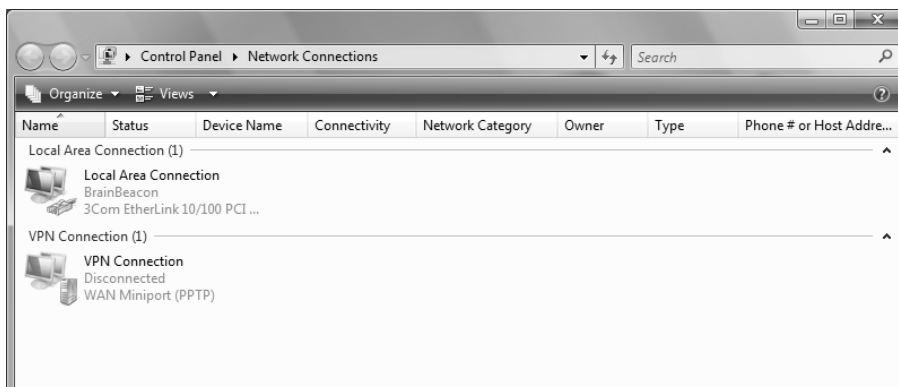 Control Panel Network Connections Search
Organize Views
Name Status Device Name Connectivity Network Category Owner Type Phone # or Host Addre...
Local Area Connection (1)
Local Area Connection
BrainBeacon
3Com EtherLink 10/100 PCI ...
VPN Connection (1)
VPN Connection
Disconnected
WAN Miniport (PPTP)